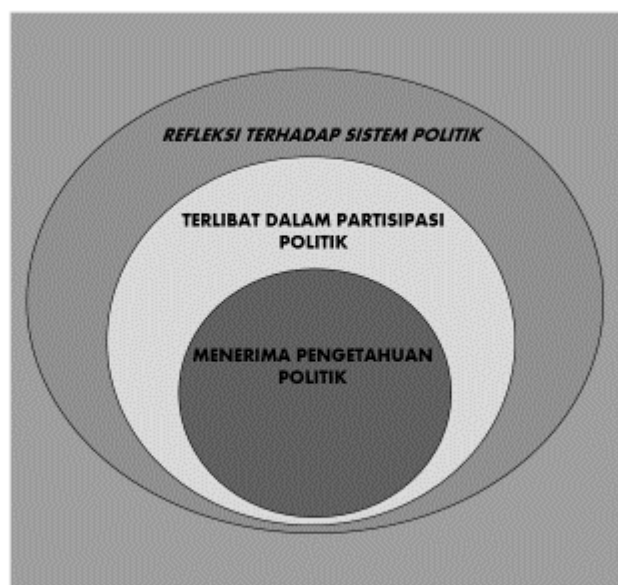 REFLEKSI TERHADAP SISTEM POLITIK
TERLIBAT DALAM PARTISIPASI
POLITIK
MENERIMA PENGETAHUAN
POLITIK